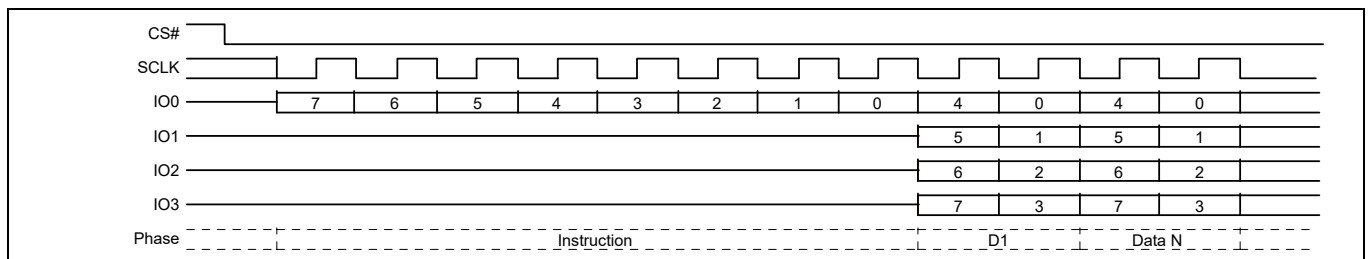 CS#
SCLK
IO0 7 6 5 4 3 2 1 0 4 0 4 0
IO1 5 1 5 1
IO2 6 2 6 2
IO3 7 3 7 3
Phase Instruction D1 Data N